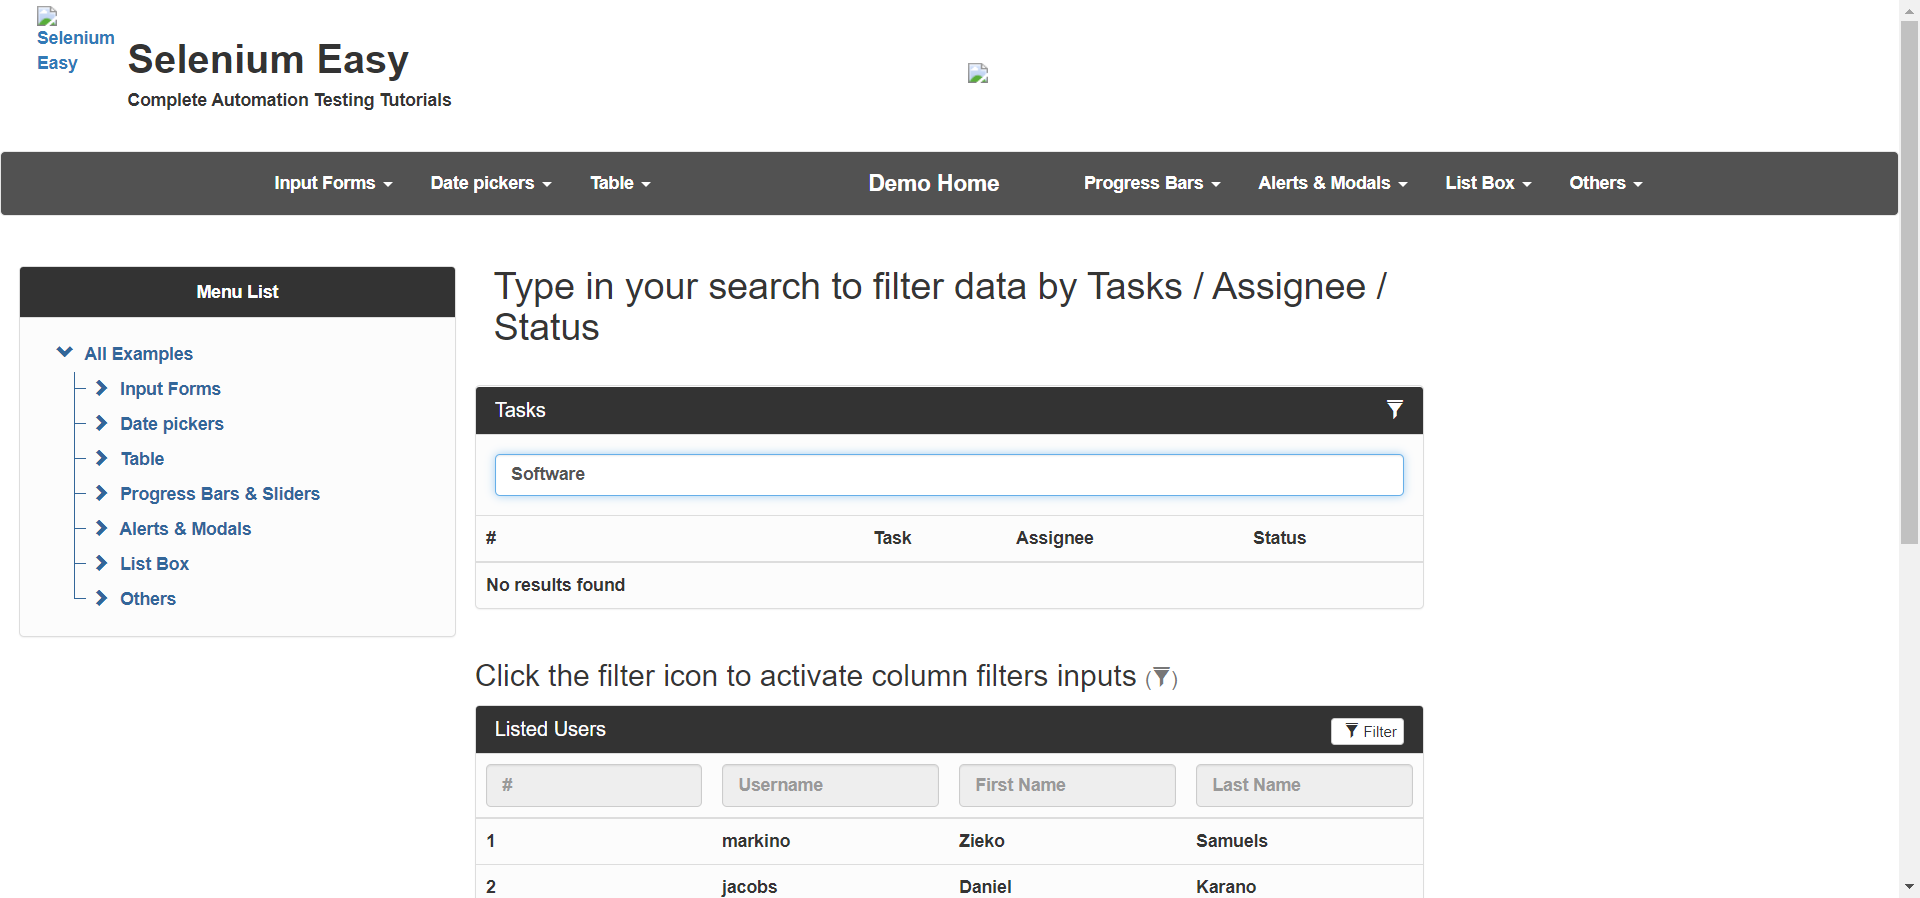 Selenium
Easy
Selenium Easy
Complete Automation Testing Tutorials
Input Forms Date pickers Table Demo Home Progress Bars Alerts & Modals List Box Others
Menu List
All Examples
Input Forms
Date pickers
Table
Progress Bars & Sliders
Alerts & Modals
List Box
Others
Type in your search to filter data by Tasks / Assignee /
Status
Tasks
Software
# Task Assignee Status
No results found
Click the filter icon to activate column filters inputs ()
Listed Users Filter
# Username First Name Last Name
1 markino Zieko Samuels
2 jacobs Daniel Karano